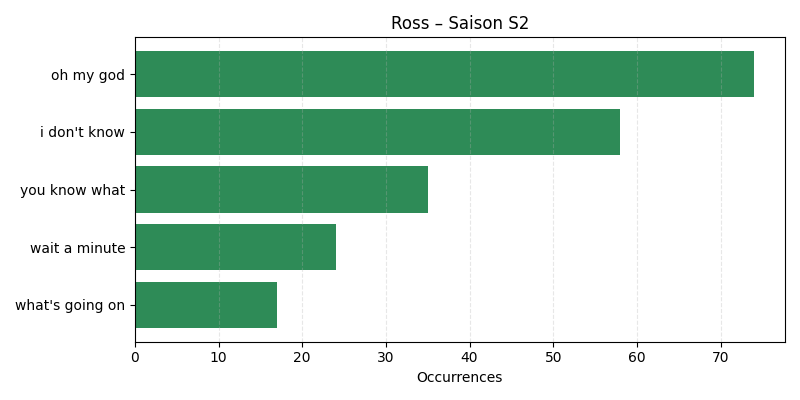 Ross – Saison S2
oh my god
i don't know
you know what
wait a minute
what's going on
0 10 20 30 40 50 60 70
Occurrences